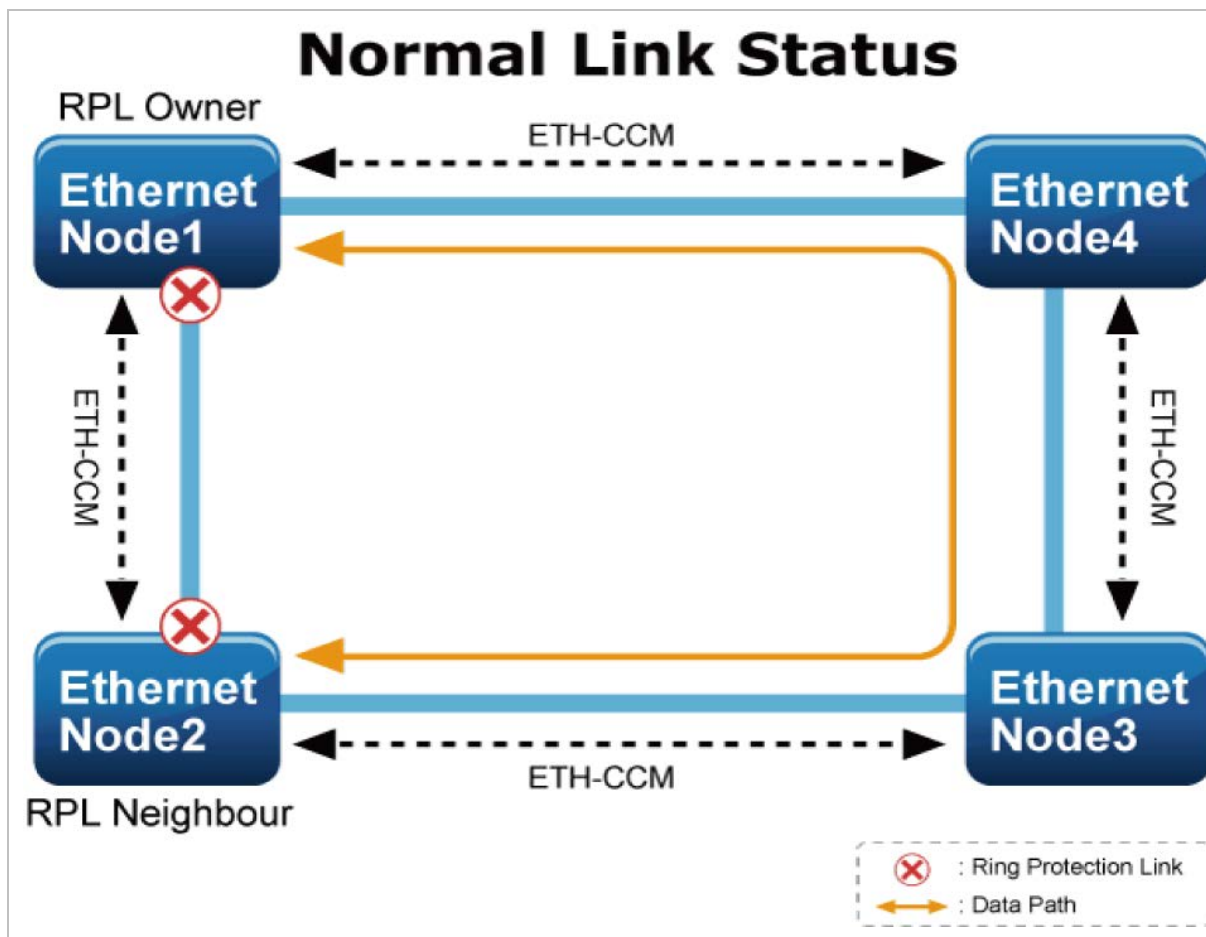 Normal Link Status
RPL Owner
Ethernet
Node1
ETH-CCM
Ethernet
Node4
ETH-CCM
ETH-CCM
Ethernet
Node2
RPL Neighbour
ETH-CCM
Ethernet
Node3
: Ring Protection Link
: Data Path